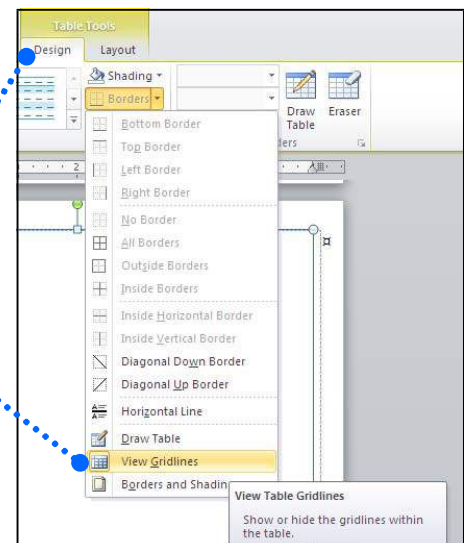 Table Tools
Design Layout
Shading
Borders
Draw Table
Eraser
2
Bottom Border
Top Border
Left Border
Right Border
No Border
All Borders
Outside Borders
Inside Borders
Inside Horizontal Border
Inside Vertical Border
Diagonal Down Border
Diagonal Up Border
Horizontal Line
Draw Table
View Gridlines
Borders and Shadin
View Table Gridlines
Show or hide the gridlines within
the table.